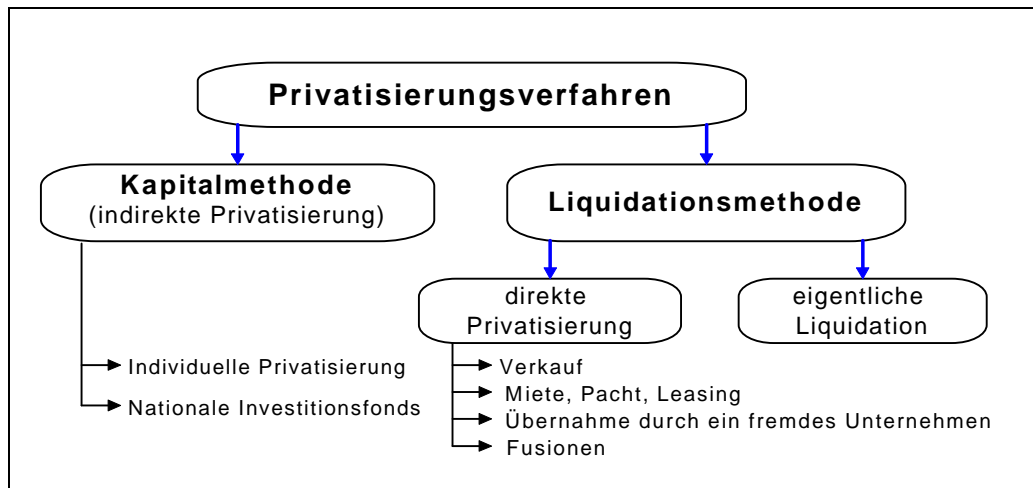 Privatisierungsverfahren
Kapitalmethode
(indirekte Privatisierung)
Liquidationsmethode
direkte
Privatisierung
eigentliche
Liquidation
Individuelle Privatisierung
Nationale Investitionsfonds
Verkauf
Miete, Pacht, Leasing
Übernahme durch ein fremdes Unternehmen
Fusionen